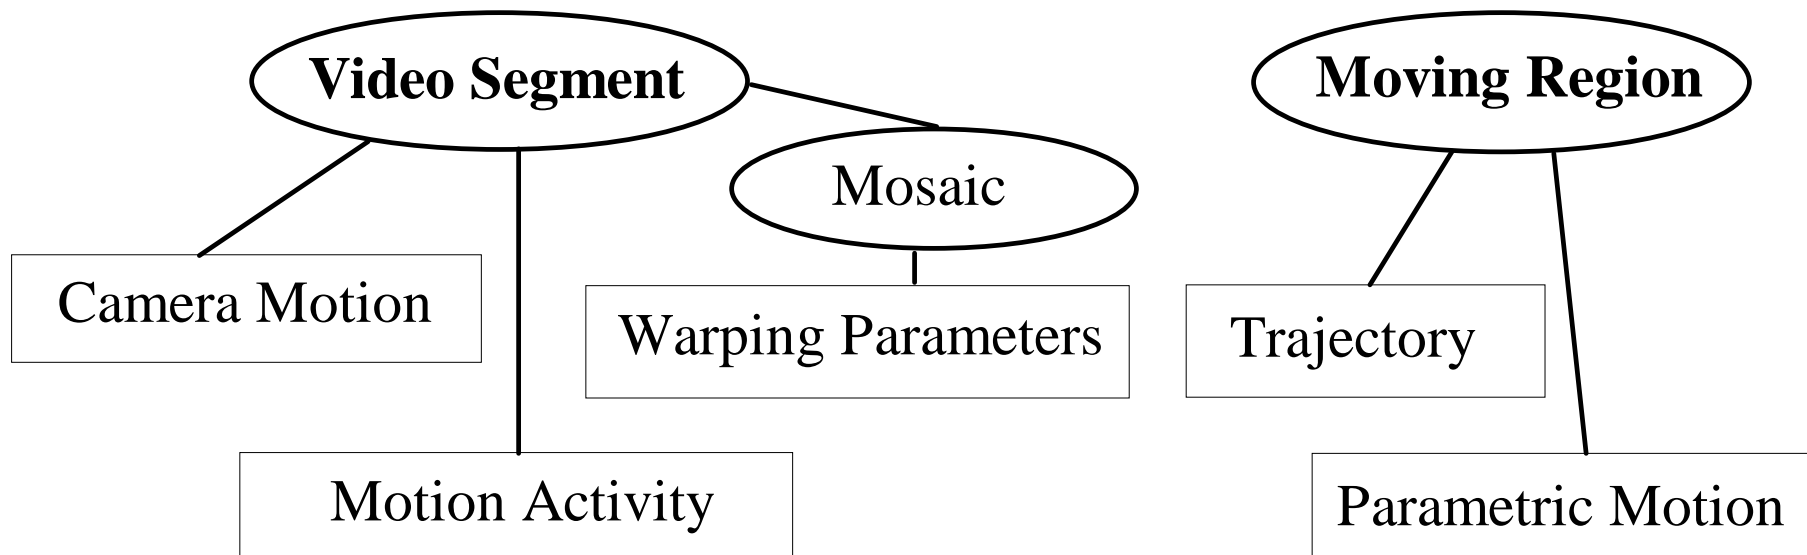 Video Segment
Moving Region
Mosaic
Camera Motion
Warping Parameters
Trajectory
Motion Activity
Parametric Motion